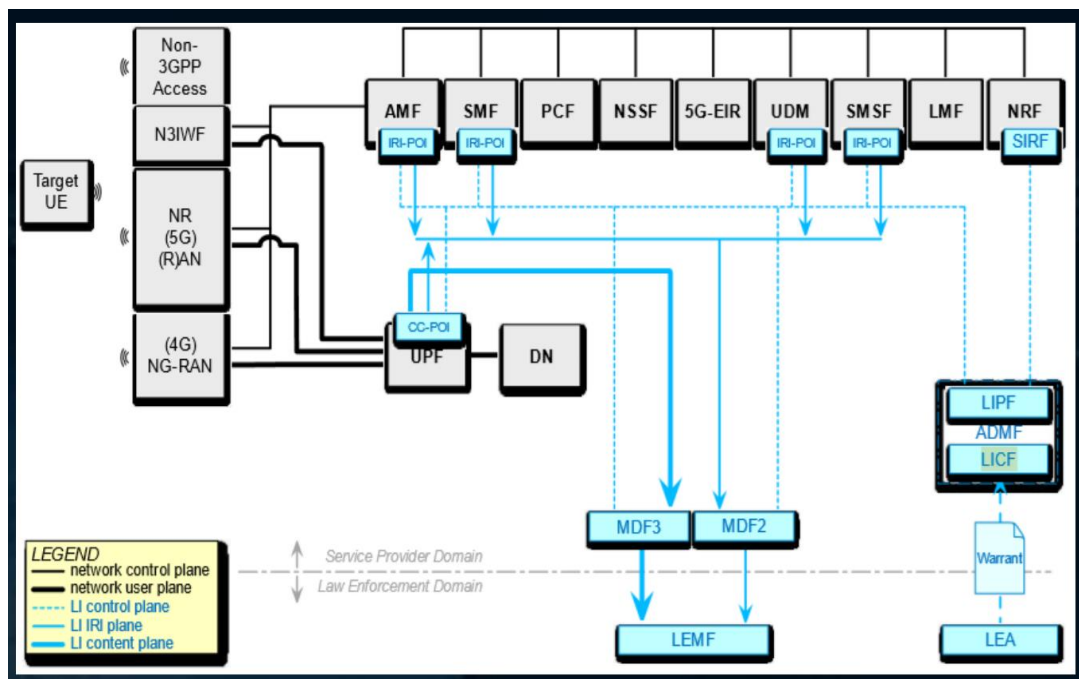 Non-
3GPP
Access
N3IWF
Target
UE
NR
(5G)
(R)AN
(4G)
NG-RAN
AMF
SMF
PCF
NSSF
5G-EIR
UDM
SMSF
LMF
NRF
IRI-POI
IRI-POI
IRI-POI
IRI-POI
SIRF
CC-POI
UPF
DN
LIPF
ADMF
LICF
MDF3
MDF2
Warrant
Service Provider Domain
Law Enforcement Domain
LEMF
LEA
LEGEND
network control plane
network user plane
LI control plane
LI IRI plane
LI content plane